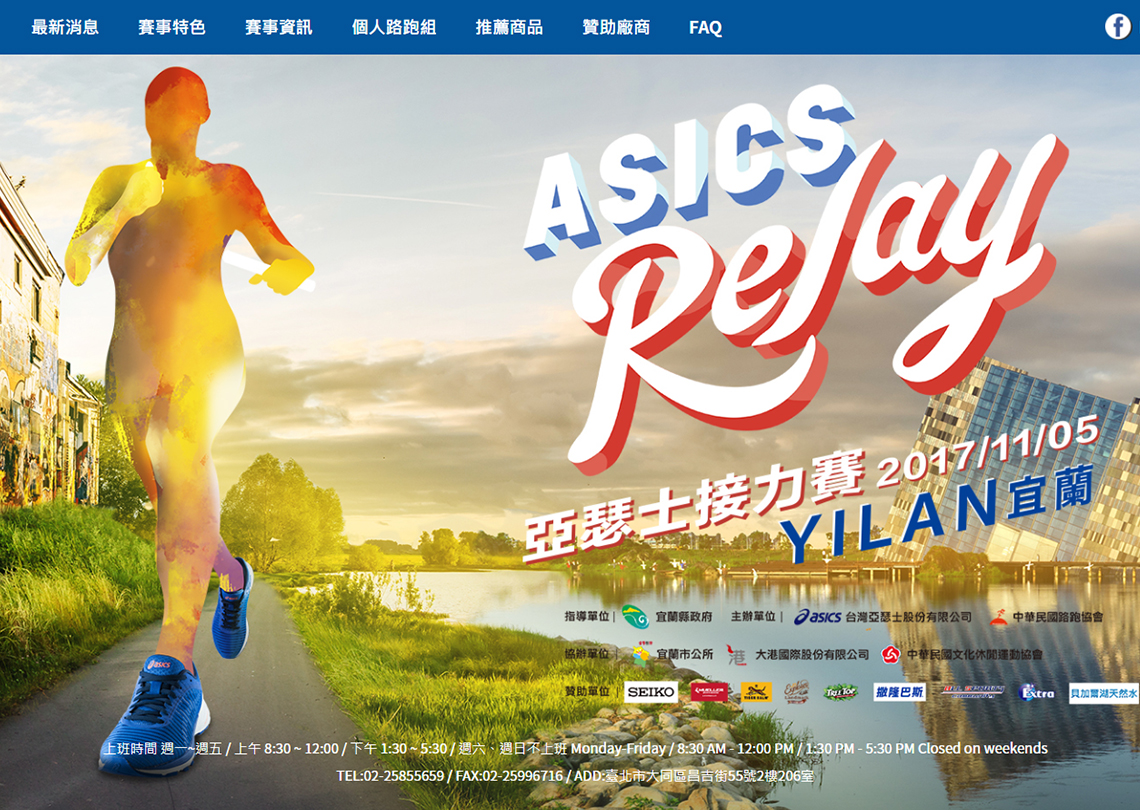 最新消息 賽事特色 賽事資訊 個人路跑組 推薦商品 贊助廠商 FAQ
ASICS
Relay
亞瑟士接力賽 2017/11/05
YILAN宜蘭
指導單位 | 宜蘭縣政府 主辦單位 | asics 台灣亞瑟士股份有限公司 中華民國路跑協會
協辦單位 | 宜蘭市公所 港 大港國際股份有限公司 中華民國文化休閒運動協會
贊助單位 SEIKO MUELLER TIGER BALM TREE TOP 撒隆巴斯 Extra 貝加爾湖天然水
asics
上班時間 週一~週五 / 上午 8:30 ~ 12:00 / 下午 1:30 ~ 5:30 / 週六、週日不上班 Monday-Friday / 8:30 AM - 12:00 PM / 1:30 PM - 5:30 PM Closed on weekends
TEL:02-25855659 / FAX:02-25996716 / ADD:臺北市大同區昌吉街55號2樓206室